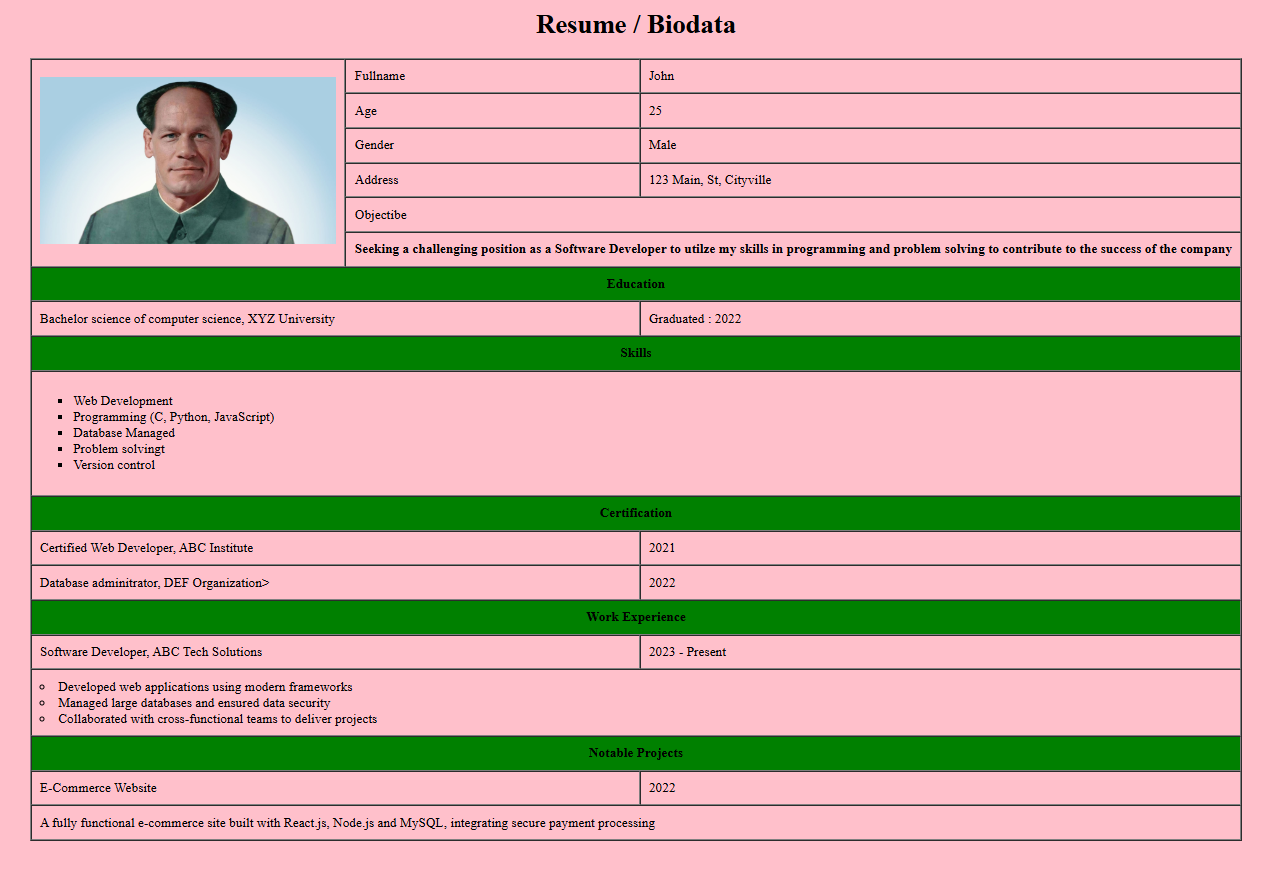 Resume / Biodata
Fullname
John
Age
25
Gender
Male
Address
123 Main, St, Cityville
Objectibe
Seeking a challenging position as a Software Developer to utilze my skills in programming and problem solving to contribute to the success of the company
Education
Bachelor science of computer science, XYZ University
Graduated : 2022
Skills
Web Development
Programming (C, Python, JavaScript)
Database Managed
Problem solvingt
Version control
Certification
Certified Web Developer, ABC Institute
2021
Database adminitrator, DEF Organization>
2022
Work Experience
Software Developer, ABC Tech Solutions
2023 - Present
Developed web applications using modern frameworks
Managed large databases and ensured data security
Collaborated with cross-functional teams to deliver projects
Notable Projects
E-Commerce Website
2022
A fully functional e-commerce site built with React.js, Node.js and MySQL, integrating secure payment processing